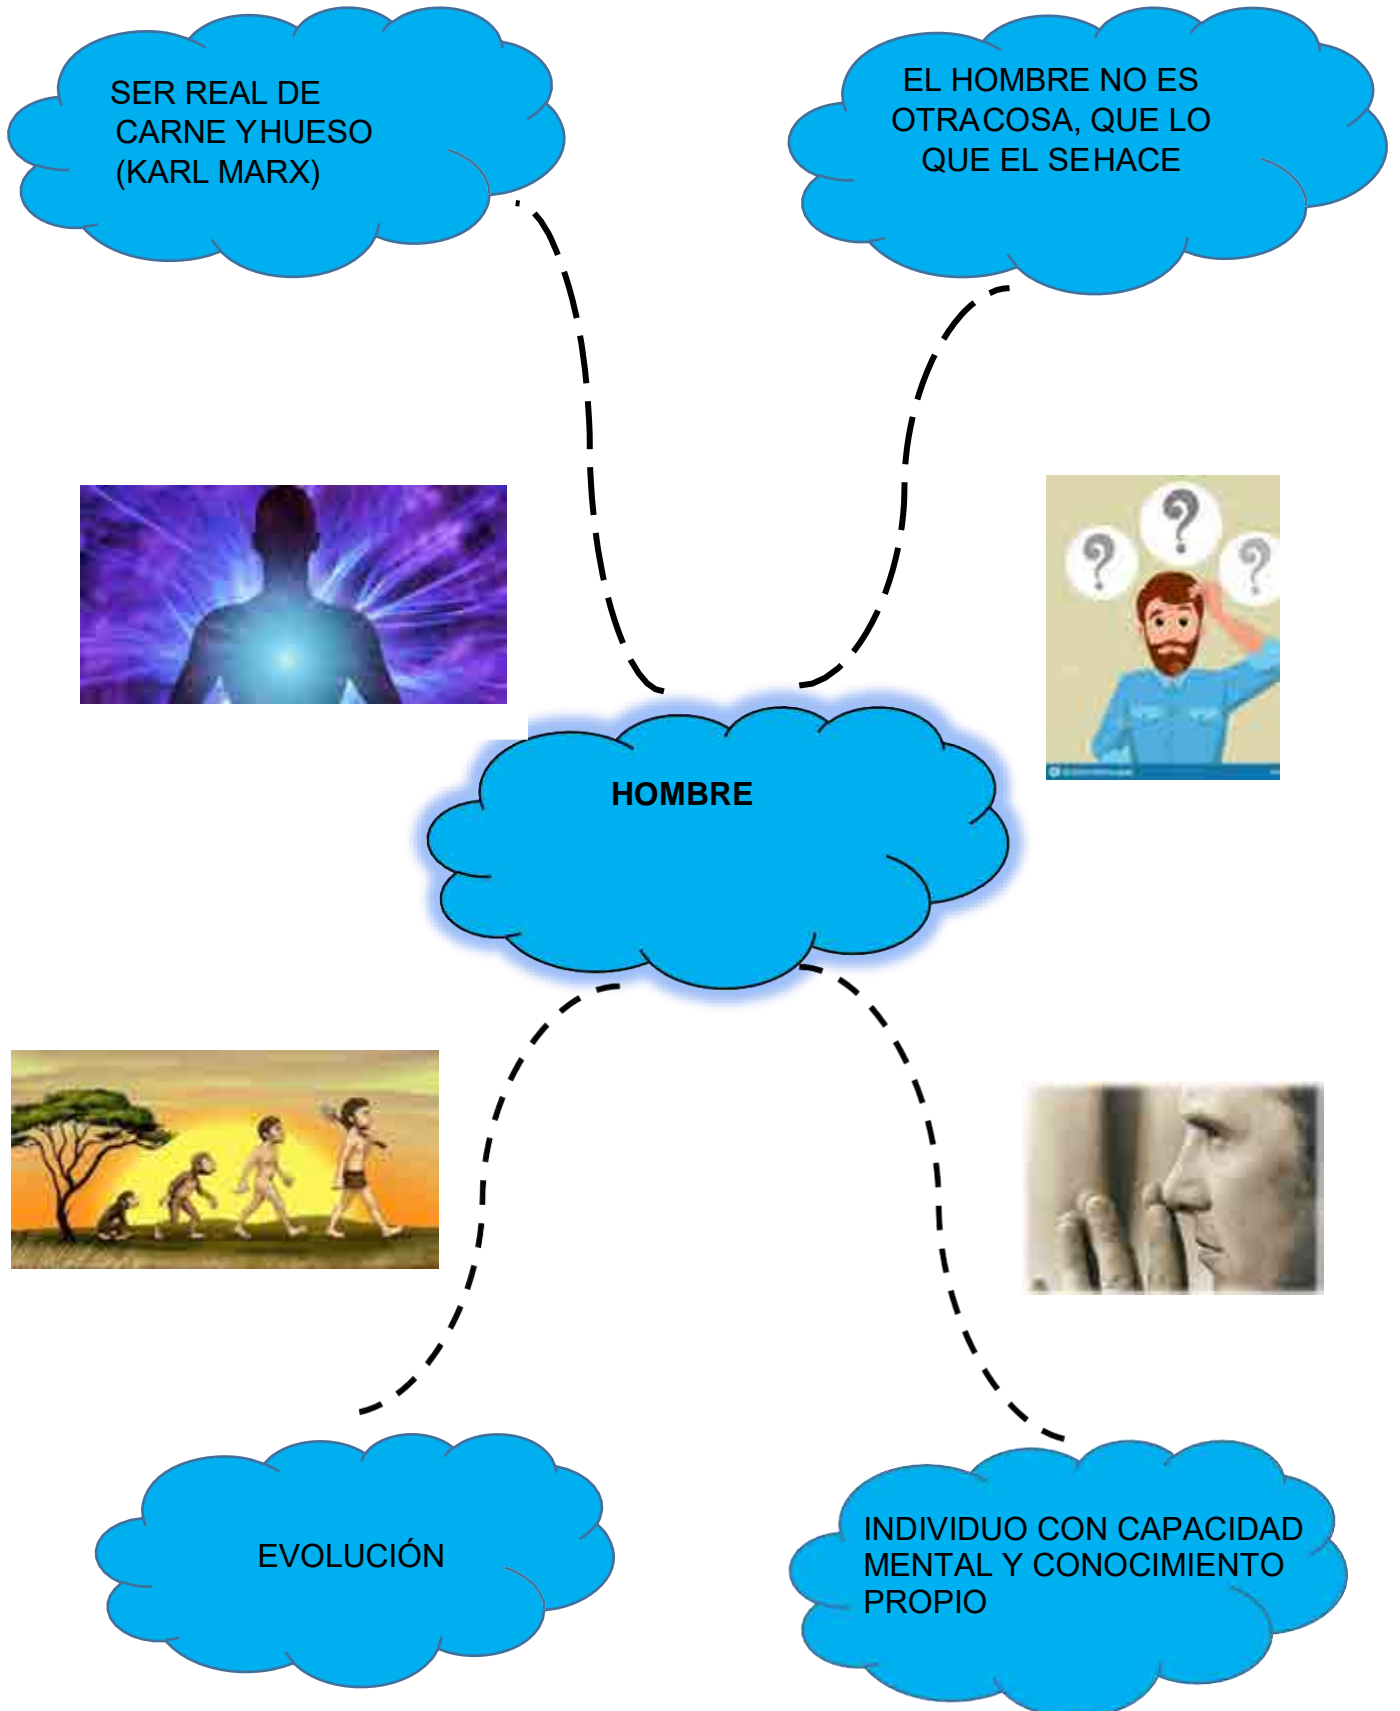 SER REAL DE
CARNE YHUESO
(KARL MARX)
EL HOMBRE NO ES
OTRACOSA, QUE LO
QUE EL SEHACE
? ? ?
HOMBRE
EVOLUCIÓN
INDIVIDUO CON CAPACIDAD
MENTAL Y CONOCIMIENTO
PROPIO